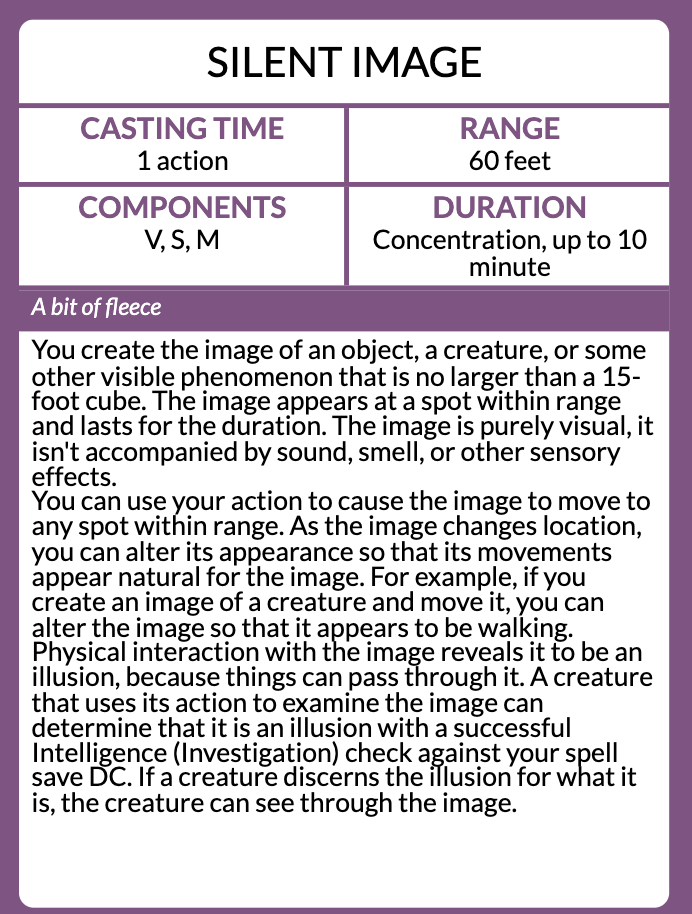 SILENT IMAGE
CASTING TIME
1 action
RANGE
60 feet
COMPONENTS
V, S, M
DURATION
Concentration, up to 10
minute
A bit of fleece
You create the image of an object, a creature, or some
other visible phenomenon that is no larger than a 15-
foot cube. The image appears at a spot within range
and lasts for the duration. The image is purely visual, it
isn't accompanied by sound, smell, or other sensory
effects.
You can use your action to cause the image to move to
any spot within range. As the image changes location,
you can alter its appearance so that its movements
appear natural for the image. For example, if you
create an image of a creature and move it, you can
alter the image so that it appears to be walking.
Physical interaction with the image reveals it to be an
illusion, because things can pass through it. A creature
that uses its action to examine the image can
determine that it is an illusion with a successful
Intelligence (Investigation) check against your spell
save DC. If a creature discerns the illusion for what it
is, the creature can see through the image.